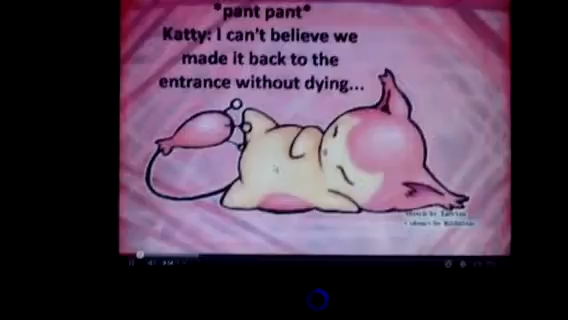 *pant pant*
Katty: I can't believe we
made it back to the
entrance without dying...